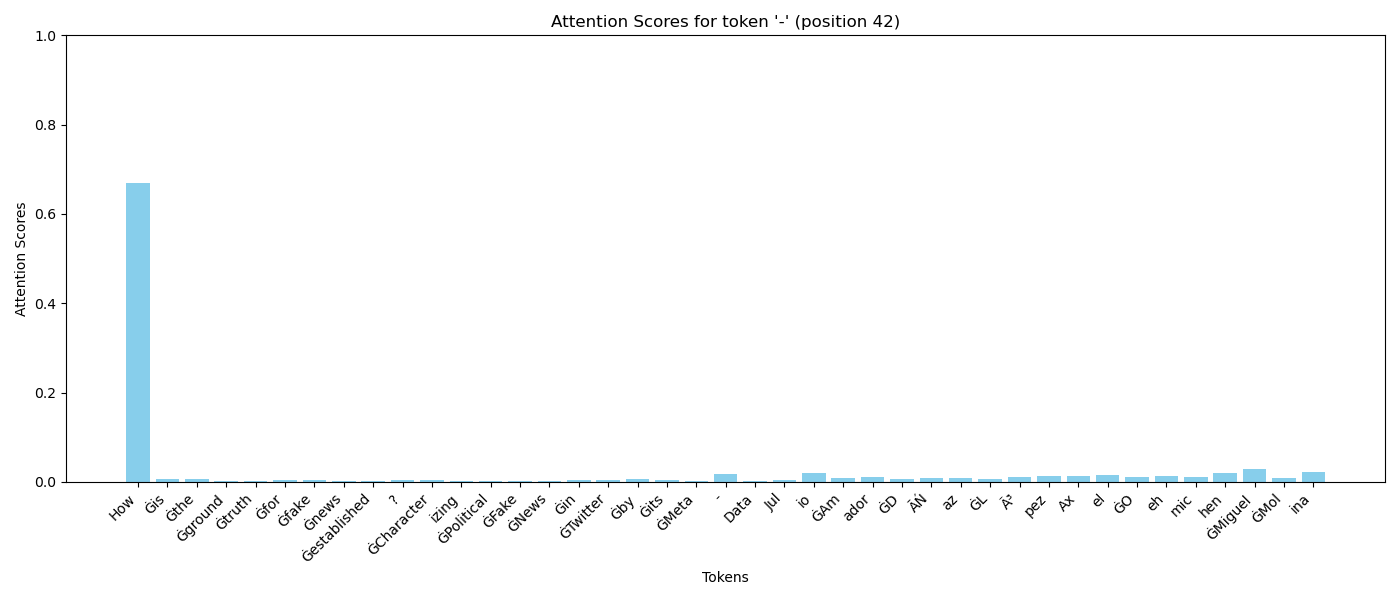 Attention Scores for token '-' (position 42)
Attention Scores
1.0
0.8
0.6
0.4
0.2
0.0
How
Ġis
Ġthe
Ġground
Ġtruth
Ġfor
Ġfake
Ġnews
Ġestablished
?
ĠCharacter
izing
ĠPolitical
ĠFake
ĠNews
Ġin
ĠTwitter
Ġby
Ġits
ĠMeta
-
Data
Jul
io
ĠAm
ador
ĠD
ÃŃ
az
ĠL
Ã³
pez
Ax
el
ĠO
eh
mic
hen
ĠMiguel
ĠMol
ina
Tokens